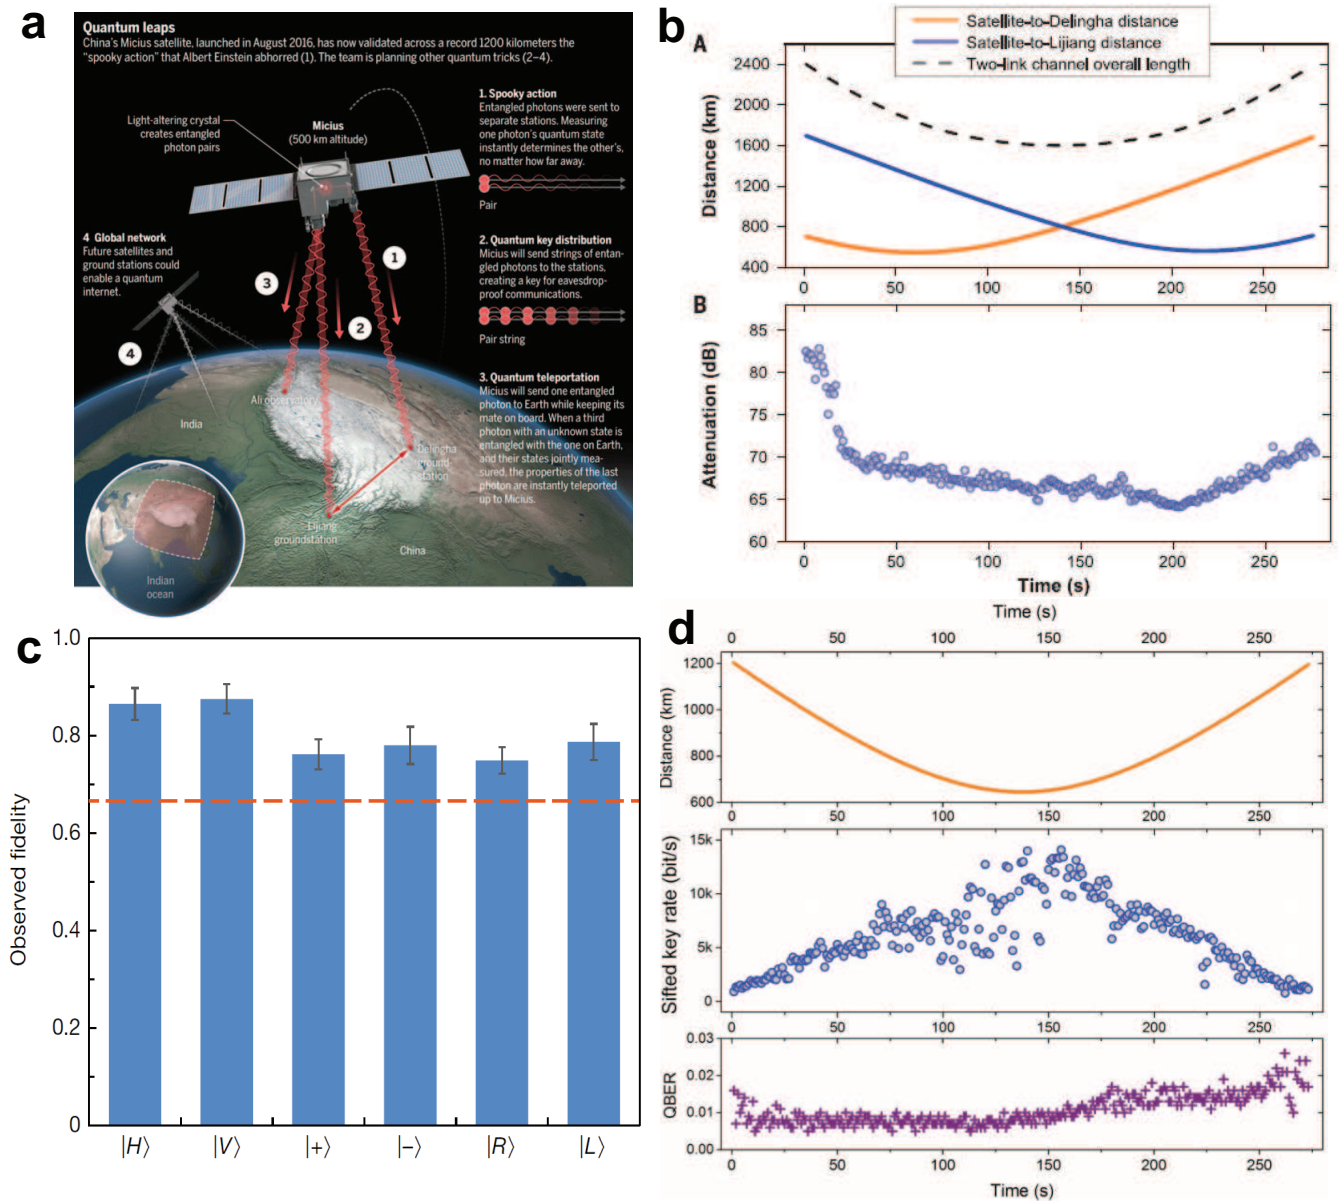 a
Quantum leaps
China's Micius satellite, launched in August 2016, has now validated across a record 1200 kilometers the
"spooky action" that Albert Einstein abhorred (1). The team is planning other quantum tricks (2–4).
Light-altering crystal
creates entangled
photon pairs
Micius
(500 km altitude)
1. Spooky action
Entangled photons were sent to
separate stations. Measuring
one photon's quantum state
instantly determines the other's,
no matter how far away.
Pair
2. Quantum key distribution
Micius will send strings of entan-
gled photons to the stations,
creating a key for eavesdrop-
proof communications.
Pair string
3. Quantum teleportation
Micius will send one entangled
photon to Earth while keeping its
mate on board. When a third
photon with an unknown state is
entangled with the one on Earth,
and their states jointly mea-
sured, the properties of the last
photon are instantly teleported
up to Micius.
4 Global network
Future satellites and
ground stations could
enable a quantum
internet.
1
2
3
4
Ali observatory
India
Delingha
ground
station
Lijiang
groundstation
China
Indian
ocean
b
A
Satellite-to-Delingha distance
Satellite-to-Lijiang distance
Two-link channel overall length
Distance (km)
2400
2000
1600
1200
800
400
0
50
100
150
200
250
B
Attenuation (dB)
85
80
75
70
65
60
0
50
100
150
200
250
Time (s)
c
Observed fidelity
1.0
0.8
0.6
0.4
0.2
0
|H⟩
|V⟩
|+⟩
|−⟩
|R⟩
|L⟩
d
Time (s)
0
50
100
150
200
250
Distance (km)
1200
1000
800
600
0
50
100
150
200
250
Sifted key rate (bit/s)
15k
10k
5k
0
0
50
100
150
200
250
QBER
0.03
0.02
0.01
0.00
0
50
100
150
200
250
Time (s)